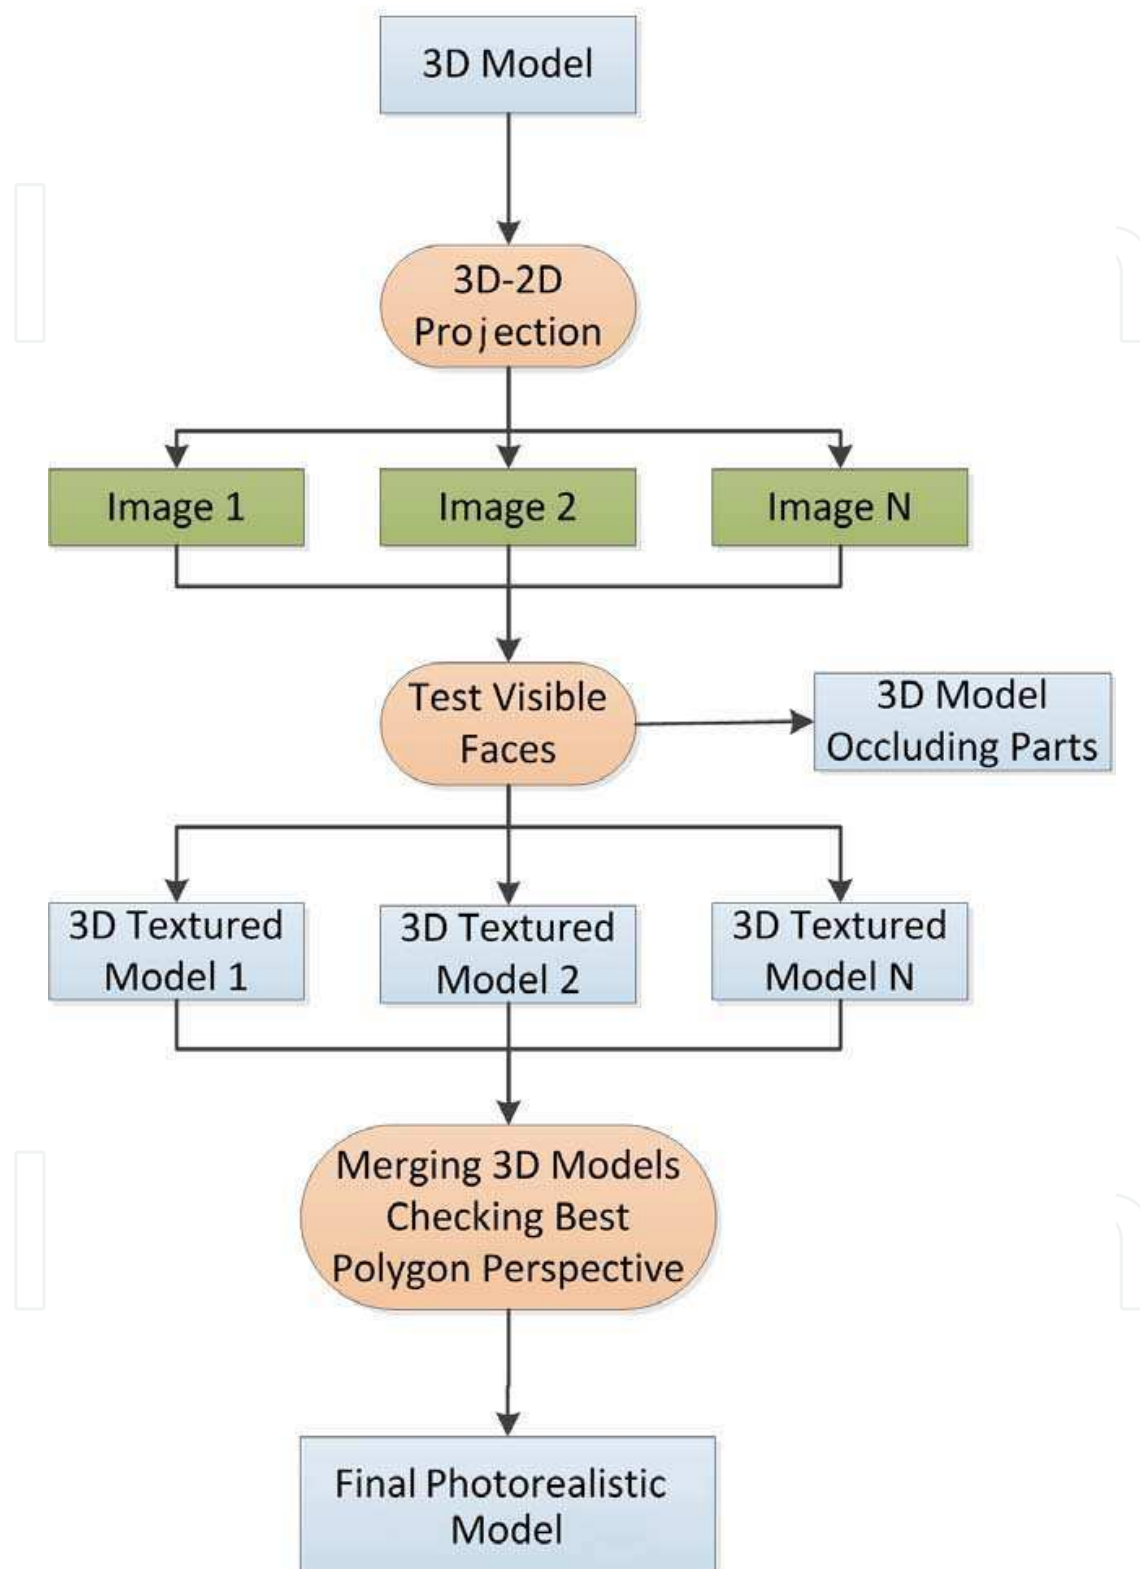 3D Model
3D-2D
Projection
Image 1
Image 2
Image N
Test Visible
Faces
3D Model
Occluding Parts
3D Textured
Model 1
3D Textured
Model 2
3D Textured
Model N
Merging 3D Models
Checking Best
Polygon Perspective
Final Photorealistic
Model